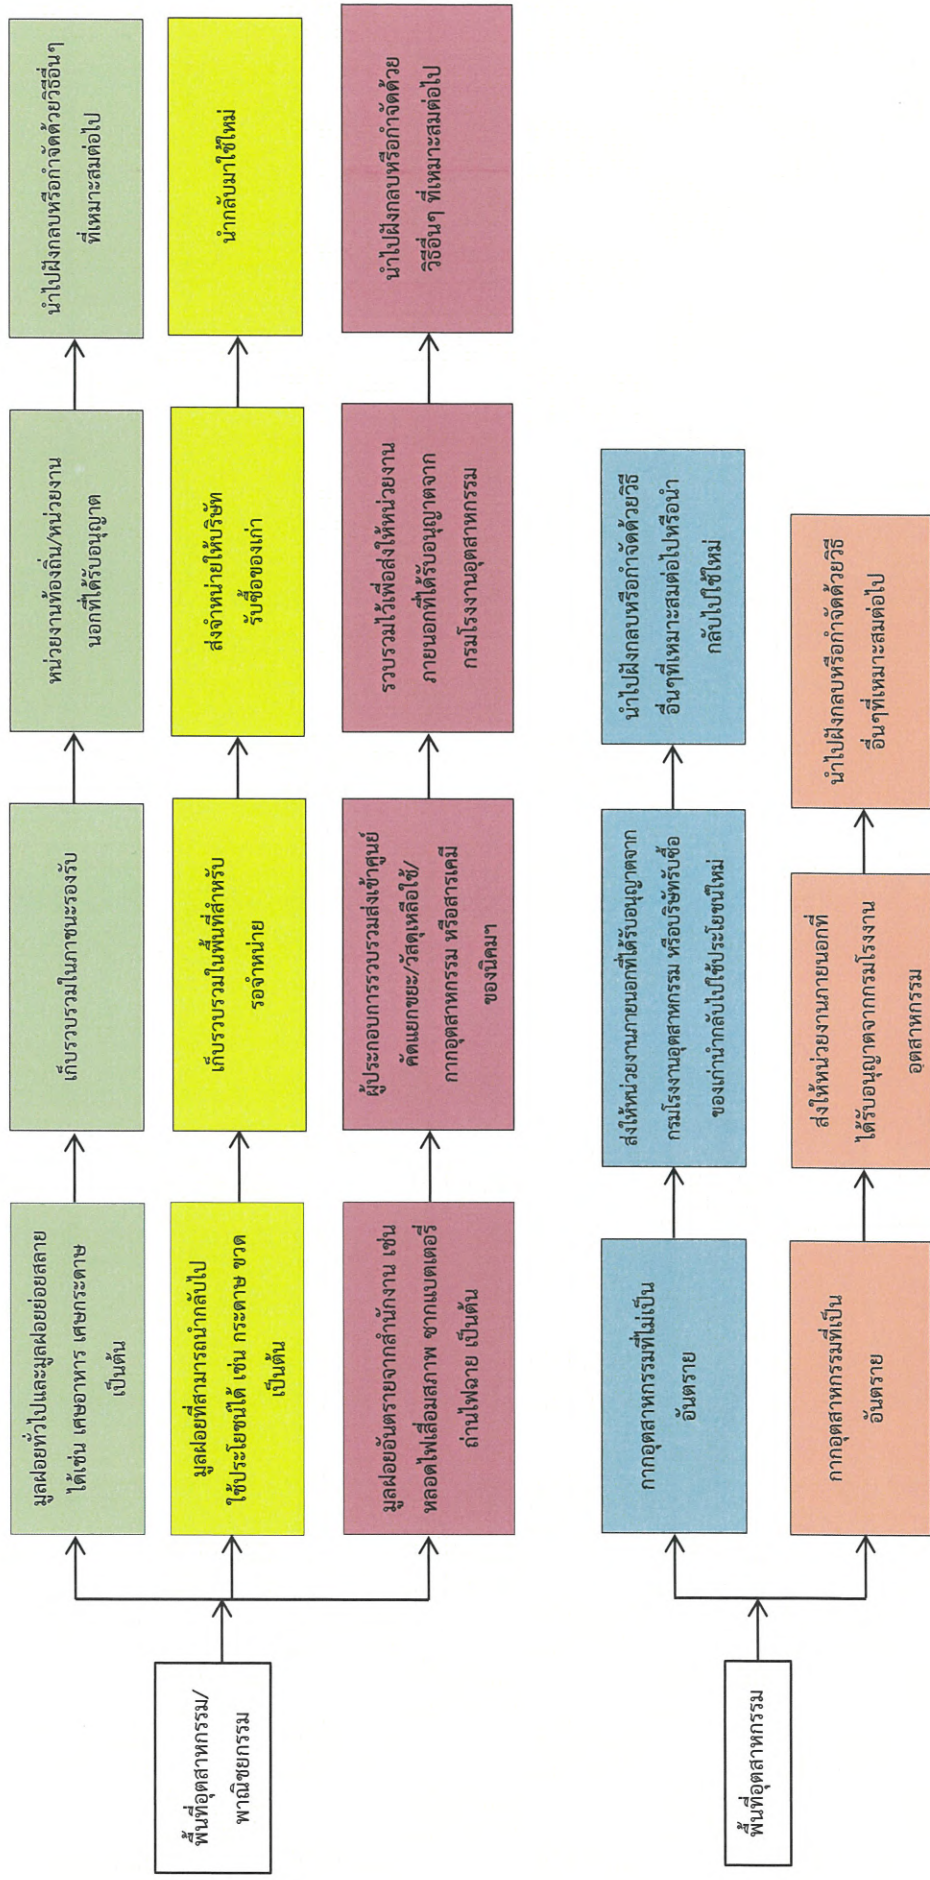 พื้นที่อุตสาหกรรม/
พาณิชยกรรม
มูลฝอยทั่วไปและมูลฝอยย่อยสลาย
ได้เช่น เศษอาหาร เศษกระดาษ
เป็นต้น
เก็บรวบรวมในภาชนะรองรับ
หน่วยงานท้องถิ่น/หน่วยงาน
นอกที่ได้รับอนุญาต
นำไปฝังกลบหรือกำจัดด้วยวิธีอื่นๆ
ที่เหมาะสมต่อไป
มูลฝอยที่สามารถนำกลับไป
ใช้ประโยชน์ได้ เช่น กระดาษ ขวด
เป็นต้น
เก็บรวบรวมในพื้นที่สำหรับ
รอจำหน่าย
ส่งจำหน่ายให้บริษัท
รับซื้อของเก่า
นำกลับมาใช้ใหม่
มูลฝอยอันตรายจากสำนักงาน เช่น
หลอดไฟเสื่อมสภาพ ซากแบตเตอรี่
ถ่านไฟฉาย เป็นต้น
ผู้ประกอบการรวบรวมส่งเข้าศูนย์
คัดแยกขยะ/วัสดุเหลือใช้/
กากอุตสาหกรรม หรือสารเคมี
ของนิคมฯ
รวบรวมไว้เพื่อส่งให้หน่วยงาน
ภายนอกที่ได้รับอนุญาตจาก
กรมโรงงานอุตสาหกรรม
นำไปฝังกลบหรือกำจัดด้วย
วิธีอื่นๆ ที่เหมาะสมต่อไป
พื้นที่อุตสาหกรรม
กากอุตสาหกรรมที่ไม่เป็น
อันตราย
ส่งให้หน่วยงานภายนอกที่ได้รับอนุญาตจาก
กรมโรงงานอุตสาหกรรม หรือบริษัทรับซื้อ
ของเก่านำกลับไปใช้ประโยชน์ใหม่
นำไปฝังกลบหรือกำจัดด้วยวิธี
อื่นๆที่เหมาะสมต่อไปหรือนำ
กลับไปใช้ใหม่
กากอุตสาหกรรมที่เป็น
อันตราย
ส่งให้หน่วยงานภายนอกที่
ได้รับอนุญาตจากกรมโรงงาน
อุตสาหกรรม
นำไปฝังกลบหรือกำจัดด้วยวิธี
อื่นๆที่เหมาะสมต่อไป